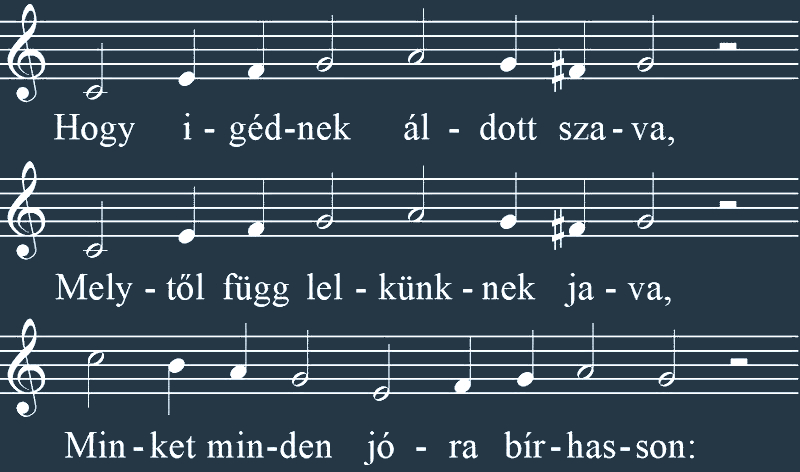 Hogy i - géd-nek ál - dott sza - va,
Mely - től függ lel - künk - nek ja - va,
Min - ket min-den jó - ra bír-has-son: